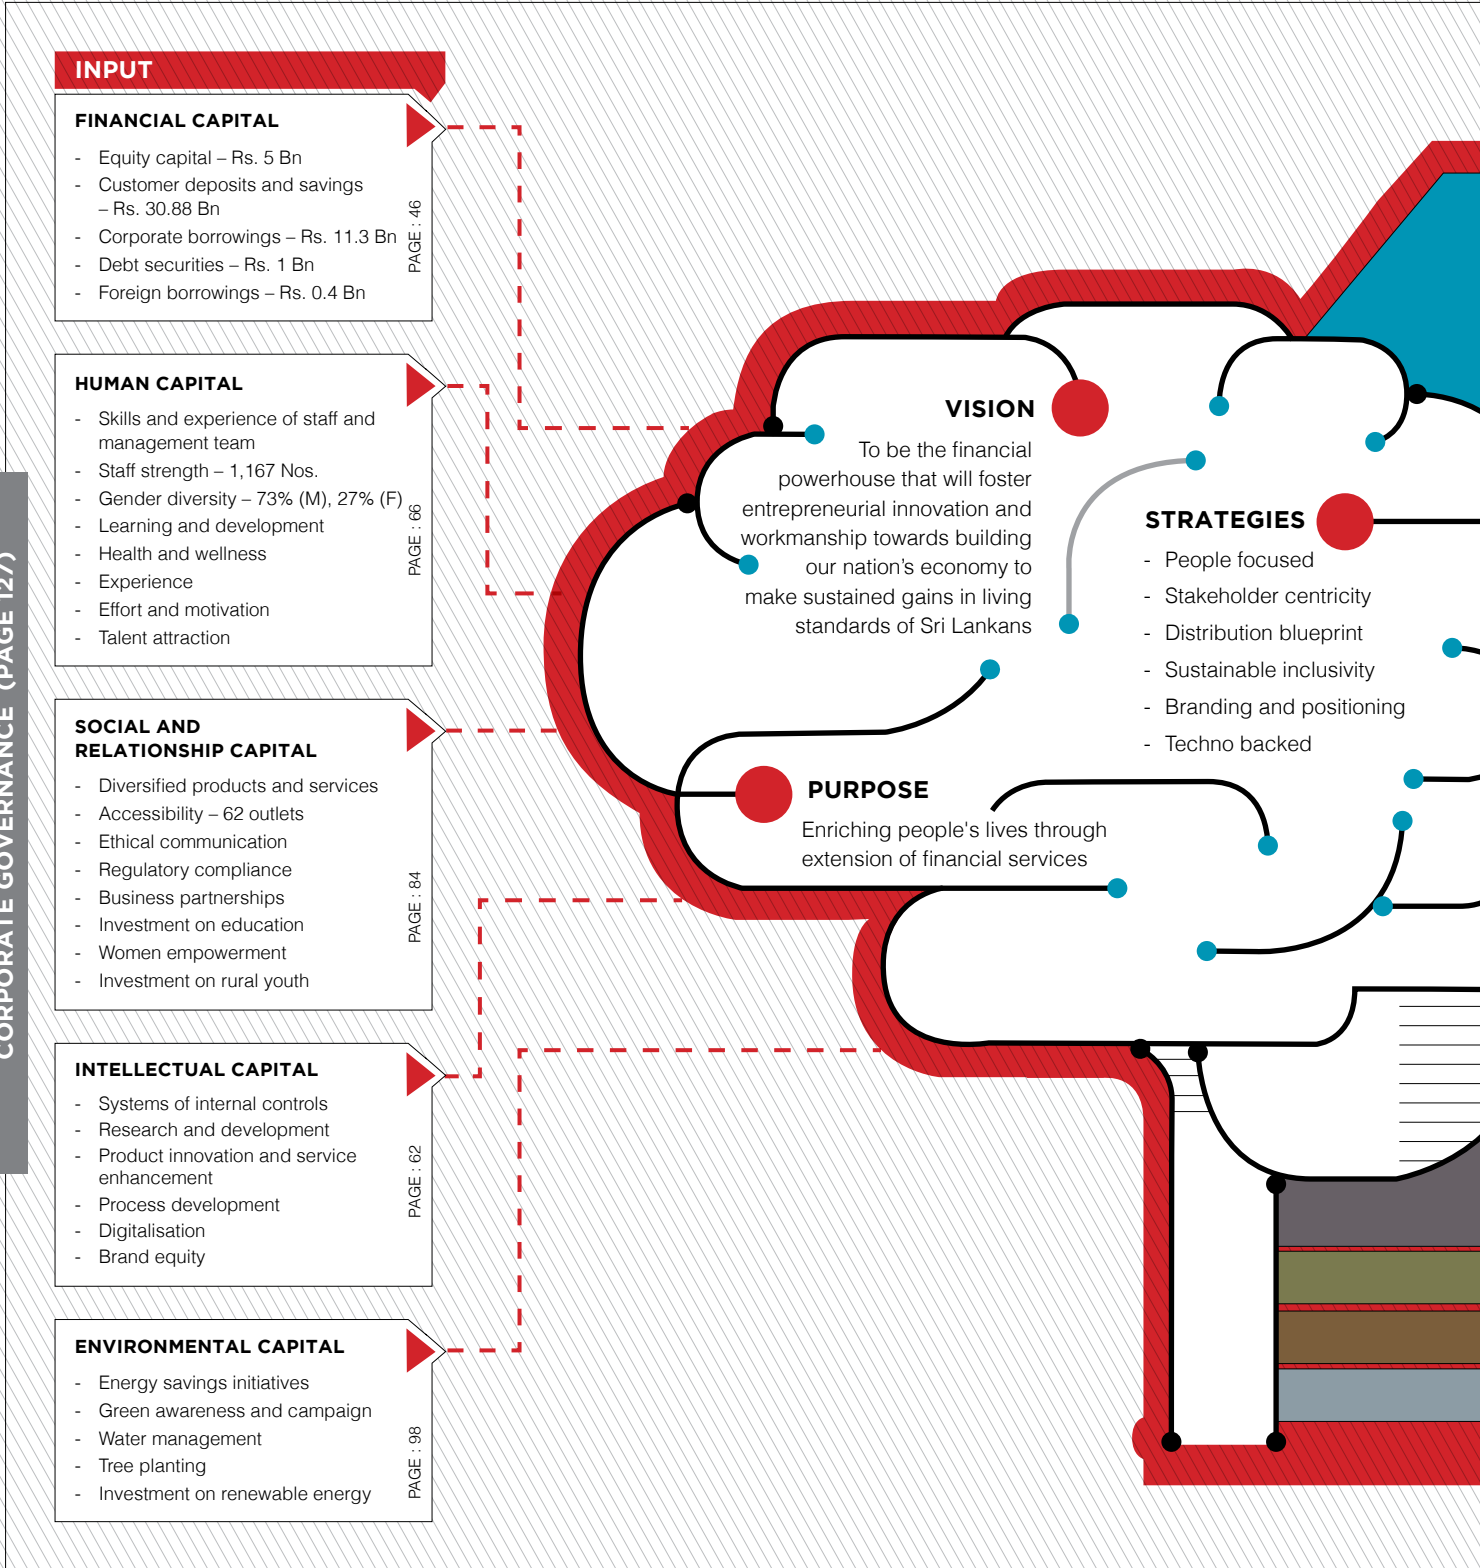 INPUT
FINANCIAL CAPITAL
- Equity capital – Rs. 5 Bn
- Customer deposits and savings
– Rs. 30.88 Bn
- Corporate borrowings – Rs. 11.3 Bn
- Debt securities – Rs. 1 Bn
- Foreign borrowings – Rs. 0.4 Bn
PAGE : 46
HUMAN CAPITAL
- Skills and experience of staff and
management team
- Staff strength – 1,167 Nos.
- Gender diversity – 73% (M), 27% (F)
- Learning and development
- Health and wellness
- Experience
- Effort and motivation
- Talent attraction
PAGE : 66
SOCIAL AND
RELATIONSHIP CAPITAL
- Diversified products and services
- Accessibility – 62 outlets
- Ethical communication
- Regulatory compliance
- Business partnerships
- Investment on education
- Women empowerment
- Investment on rural youth
PAGE : 84
INTELLECTUAL CAPITAL
- Systems of internal controls
- Research and development
- Product innovation and service
enhancement
- Process development
- Digitalisation
- Brand equity
PAGE : 62
ENVIRONMENTAL CAPITAL
- Energy savings initiatives
- Green awareness and campaign
- Water management
- Tree planting
- Investment on renewable energy
PAGE : 98
CORPORATE GOVERNANCE (PAGE 127)
VISION
To be the financial
powerhouse that will foster
entrepreneurial innovation and
workmanship towards building
our nation’s economy to
make sustained gains in living
standards of Sri Lankans
STRATEGIES
- People focused
- Stakeholder centricity
- Distribution blueprint
- Sustainable inclusivity
- Branding and positioning
- Techno backed
PURPOSE
Enriching people's lives through
extension of financial services